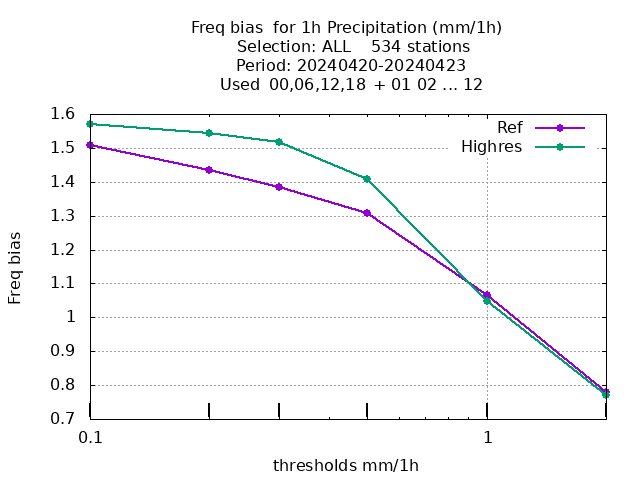 Freq bias  for 1h Precipitation (mm/1h)
Selection: ALL    534 stations
Period: 20240420-20240423
Used  00,06,12,18  + 01 02 ... 12
Ref
Highres
1.6
1.5
1.4
1.3
1.2
1.1
1
0.9
0.8
0.7
Freq bias
0.1
1
thresholds mm/1h